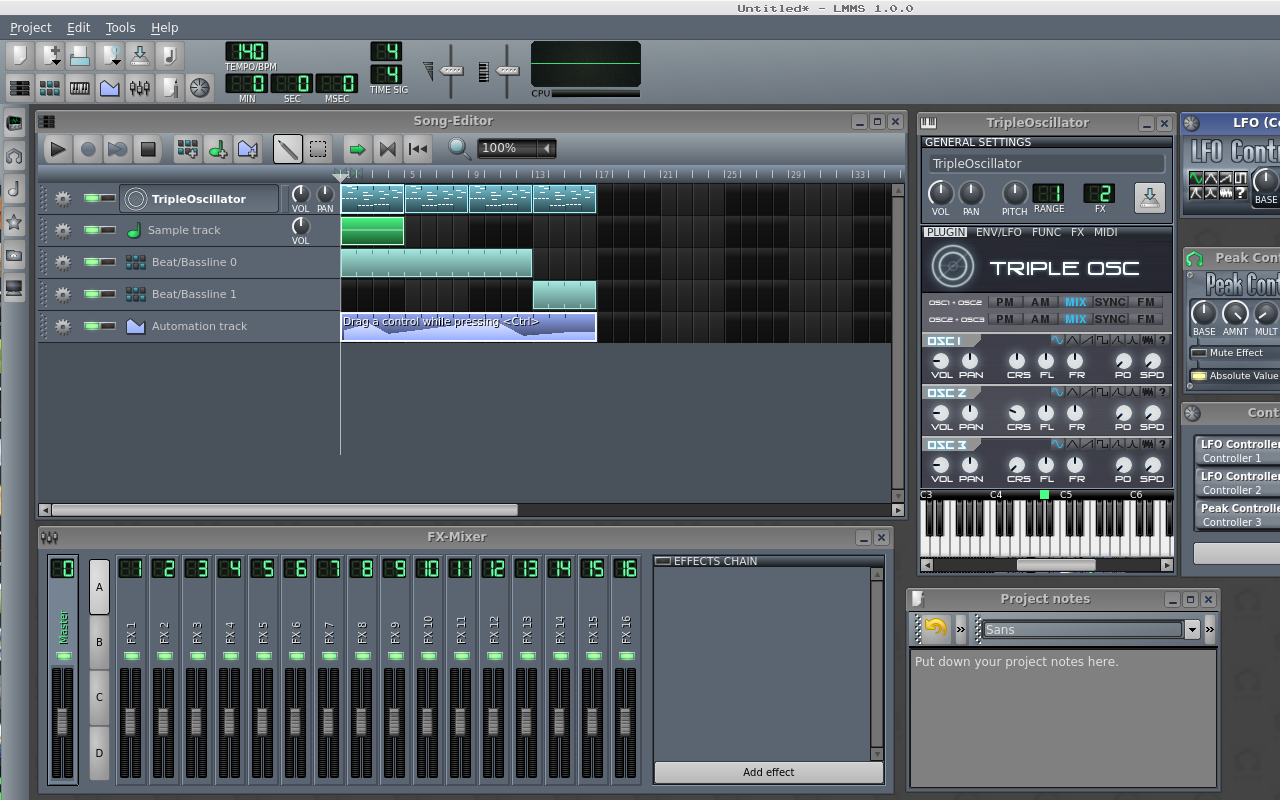 Untitled* - LMMS 1.0.0
Project Edit Tools Help
140
TEMPO/BPM
0 0 0
MIN SEC MSEC
4
4
TIME SIG
CPU
Song-Editor
100%
5 9 13 17 21 25 29 33
TripleOscillator
VOL PAN
Sample track
VOL
Beat/Bassline 0
Beat/Bassline 1
Automation track
Drag a control while pressing <Ctrl>
TripleOscillator
GENERAL SETTINGS
TripleOscillator
1 2
VOL PAN PITCH RANGE FX
PLUGIN ENV/LFO FUNC FX MIDI
TRIPLE OSC
OSC1 + OSC2 PM AM MIX SYNC FM
OSC2 + OSC3 PM AM MIX SYNC FM
OSC 1
?
VOL PAN CRS FL FR PO SPD
OSC 2
?
VOL PAN CRS FL FR PO SPD
OSC 3
?
VOL PAN CRS FL FR PO SPD
C3 C4 C5 C6
LFO (Co
LFO Cont
BASE
Peak Con
Peak Cont
BASE AMNT MULT
Mute Effect
Absolute Value
Cont
LFO Controlle
Controller 1
LFO Controlle
Controller 2
Peak Controlle
Controller 3
FX-Mixer
0 1 2 3 4 5 6 7 8 9 10 11 12 13 14 15 16
Master
A
B
C
D
FX 1
FX 2
FX 3
FX 4
FX 5
FX 6
FX 7
FX 8
FX 9
FX 10
FX 11
FX 12
FX 13
FX 14
FX 15
FX 16
EFFECTS CHAIN
Add effect
Project notes
» Sans »
Put down your project notes here.